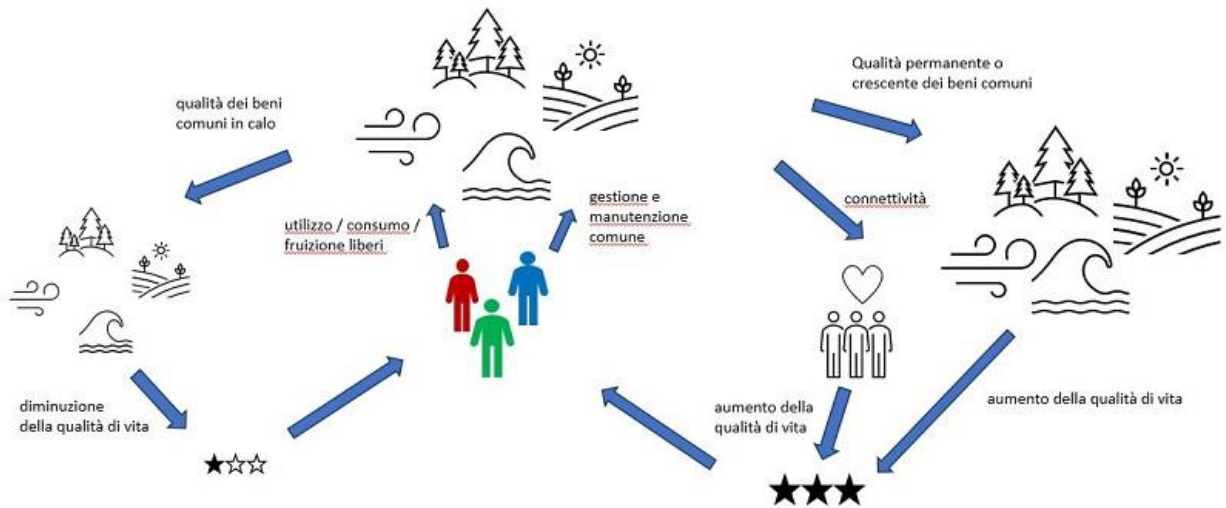 qualità dei beni
comuni in calo
utilizzo / consumo /
fruizione liberi
gestione e
manutenzione
comune
Qualità permanente o
crescente dei beni comuni
connettività
diminuzione
della qualità di vita
aumento della
qualità di vita
aumento della qualità di vita